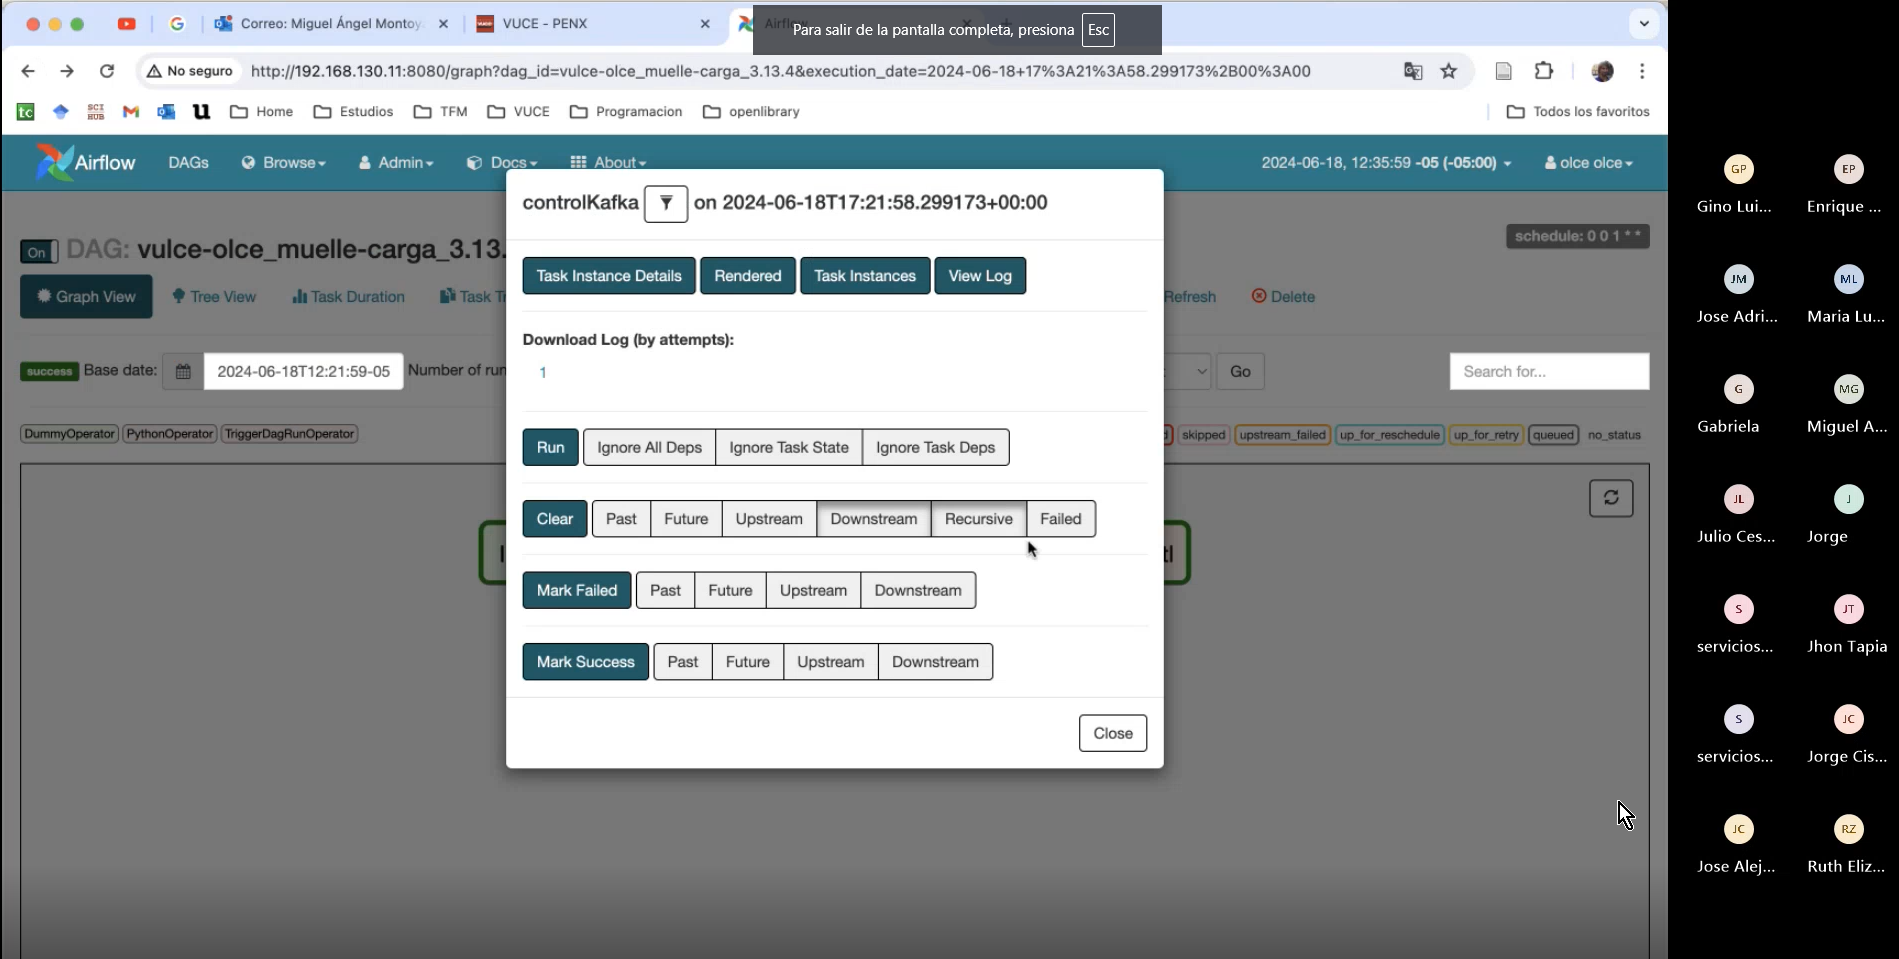 Correo: Miguel Ángel Montoy
VUCE - PENX
Airflow
Para salir de la pantalla completa, presiona Esc
No seguro
http://192.168.130.11:8080/graph?dag_id=vulce-olce_muelle-carga_3.13.4&execution_date=2024-06-18+17%3A21%3A58.299173%2B00%3A00
tc
SCI HUB
Home
Estudios
TFM
VUCE
Programacion
openlibrary
Todos los favoritos
Airflow
DAGs
Browse
Admin
Docs
About
2024-06-18, 12:35:59 -05 (-05:00)
olce olce
controlKafka on 2024-06-18T17:21:58.299173+00:00
On DAG: vulce-olce_muelle-carga_3.13.
schedule: 0 0 1 * *
Task Instance Details
Rendered
Task Instances
View Log
Graph View
Tree View
Task Duration
Task Tr
Refresh
Delete
Download Log (by attempts):
1
success Base date: 2024-06-18T12:21:59-05 Number of run
Go
Search for...
DummyOperator PythonOperator TriggerDagRunOperator
skipped upstream_failed up_for_reschedule up_for_retry queued no_status
Run Ignore All Deps Ignore Task State Ignore Task Deps
Clear Past Future Upstream Downstream Recursive Failed
Mark Failed Past Future Upstream Downstream
Mark Success Past Future Upstream Downstream
Close
GP
Gino Lui...
EP
Enrique ...
JM
Jose Adri...
ML
Maria Lu...
G
Gabriela
MG
Miguel A...
JL
Julio Ces...
J
Jorge
S
servicios...
JT
Jhon Tapia
S
servicios...
JC
Jorge Cis...
JC
Jose Alej...
RZ
Ruth Eliz...